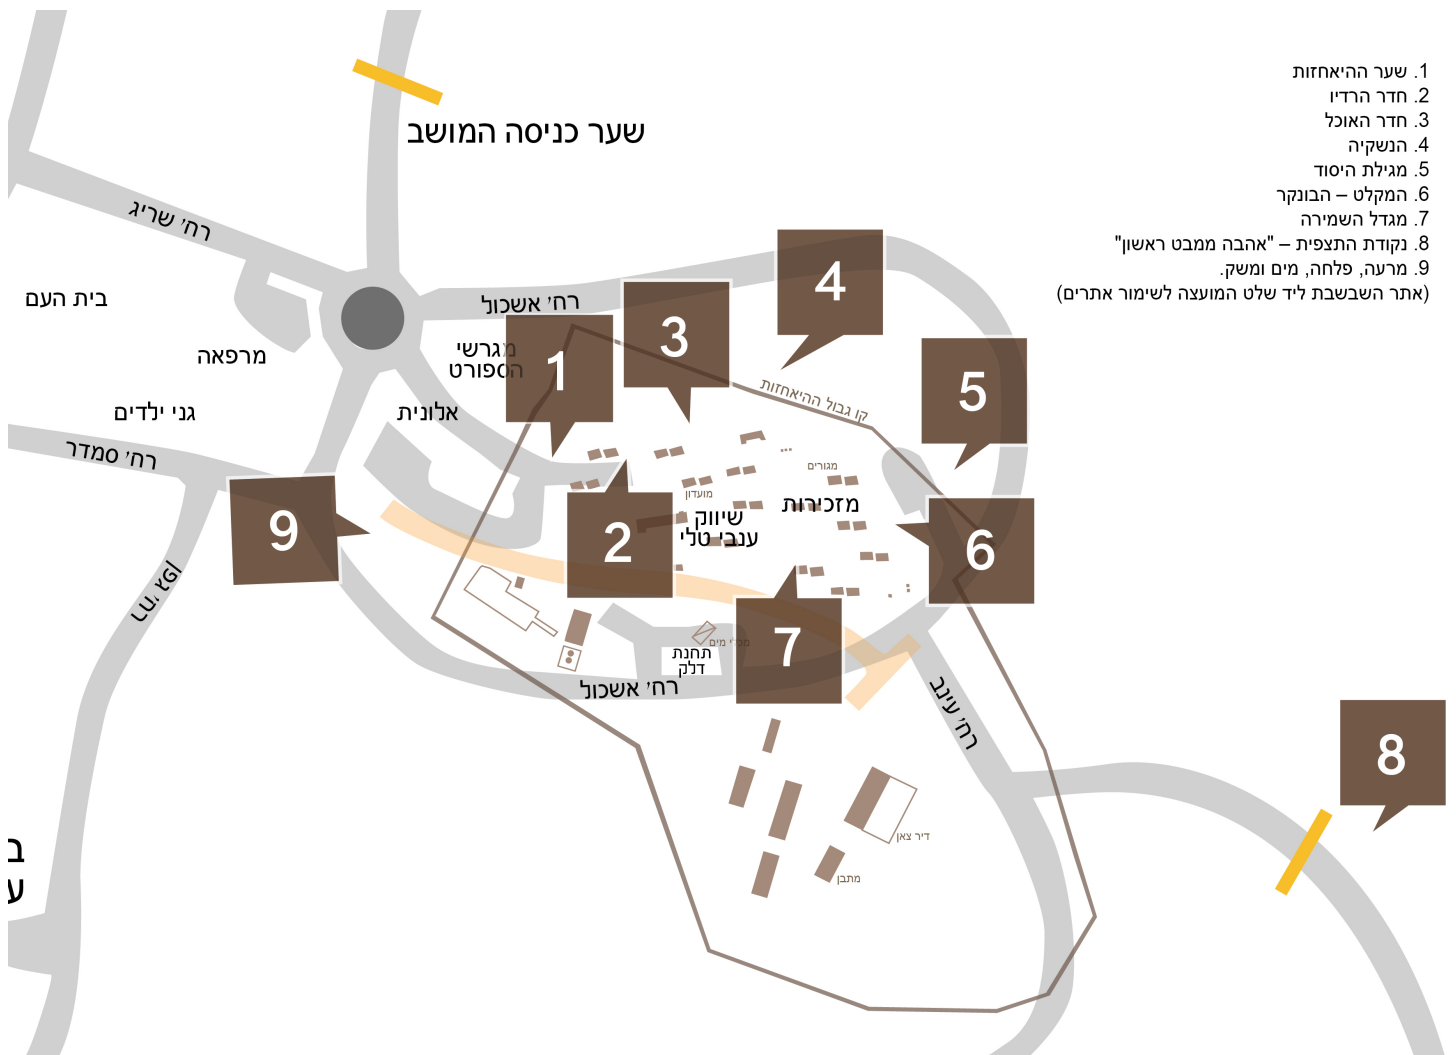 1. שער ההיאחזות
2. חדר הרדיו
3. חדר האוכל
4. הנשקיה
5. מגילת היסוד
6. המקלט – הבונקר
7. מגדל השמירה
8. נקודת התצפית – "אהבה ממבט ראשון"
9. מרעה, פלחה, מים ומשק.
(אתר השבשבת ליד שלט המועצה לשימור אתרים)
שער כניסה המושב
רח' שריג
בית העם
רח' אשכול
מגרשי
הספורט
מרפאה
גני ילדים
אלונית
רח' סמדר
רח' גפן
1
2
3
4
5
6
7
8
9
קו גבול ההיאחזות
מגורים
מועדון
מזכירות
שיווק
ענבי טלי
מיכלי מים
תחנת
דלק
רח' אשכול
רח' עינב
דיר צאן
מתבן
ב
ע